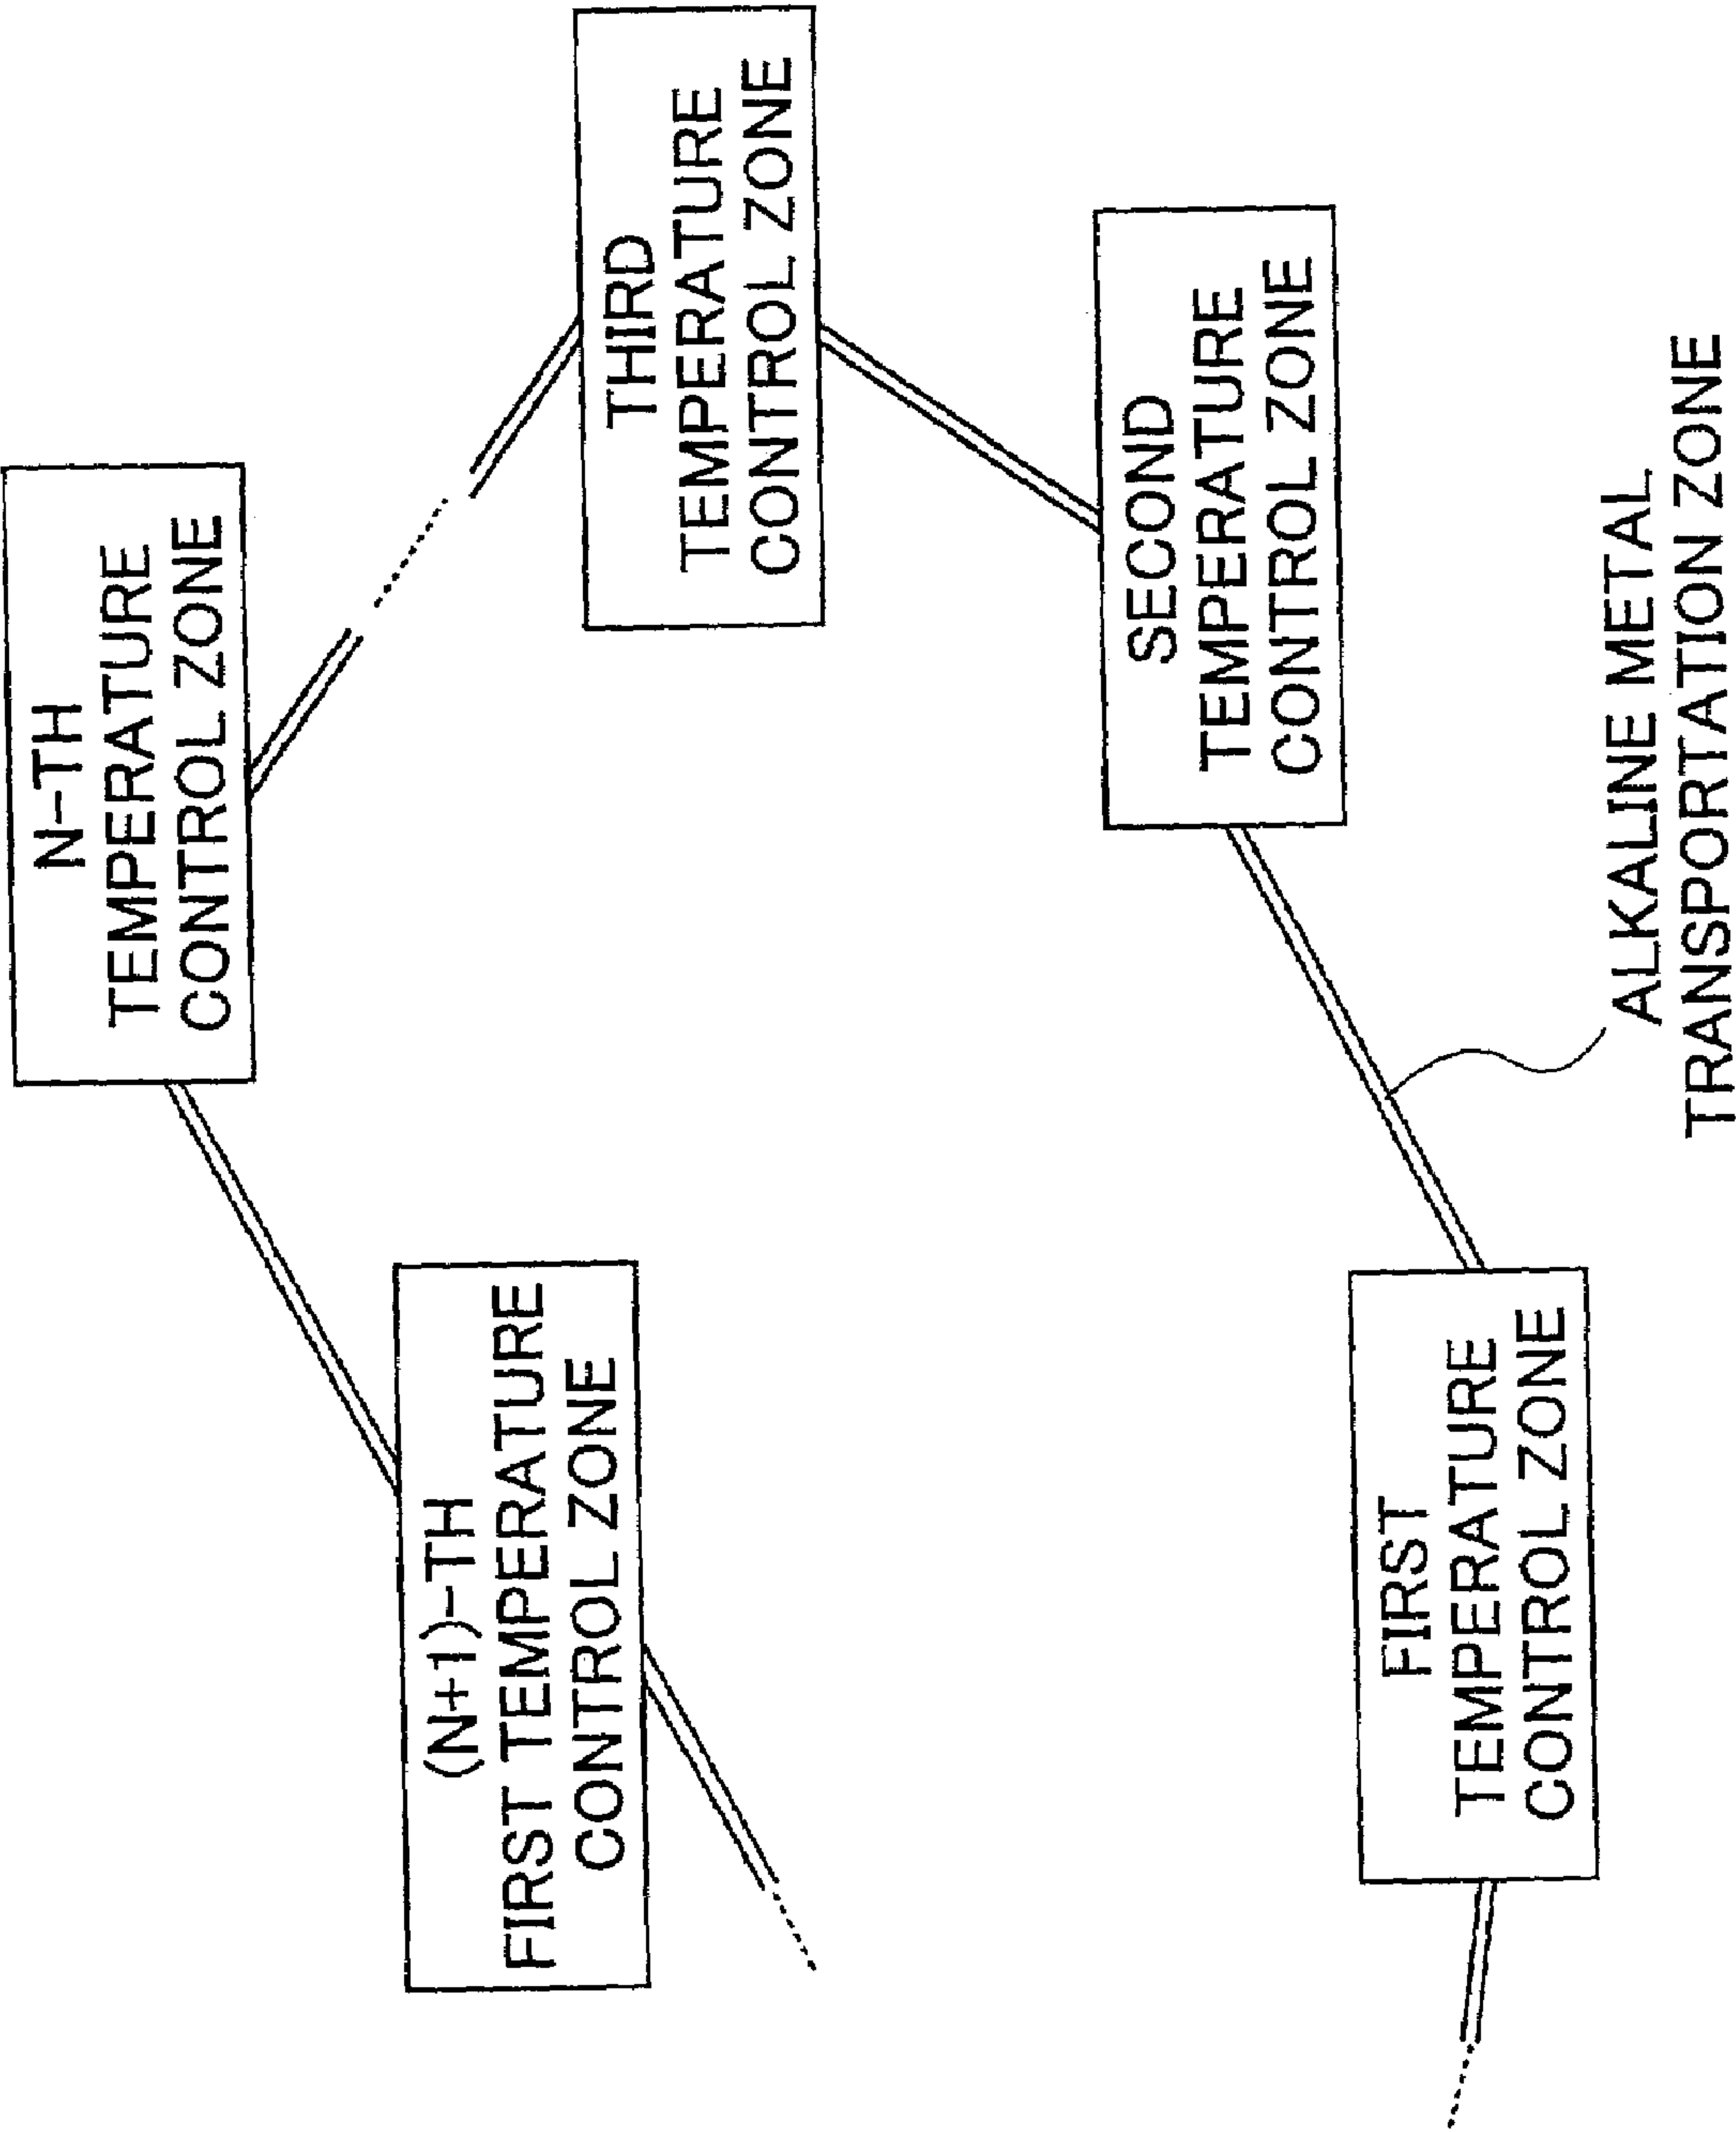 N-TH
TEMPERATURE
CONTROL ZONE
(N+1)-TH
FIRST TEMPERATURE
CONTROL ZONE
THIRD
TEMPERATURE
CONTROL ZONE
SECOND
TEMPERATURE
CONTROL ZONE
FIRST
TEMPERATURE
CONTROL ZONE
ALKALINE METAL
TRANSPORTATION ZONE